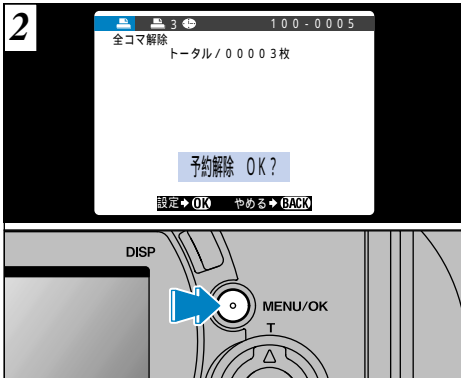 2
3 100-0005
全コマ解除
トータル/00003枚
予約解除 OK?
設定➧OK やめる➧BACK
DISP
MENU/OK
T